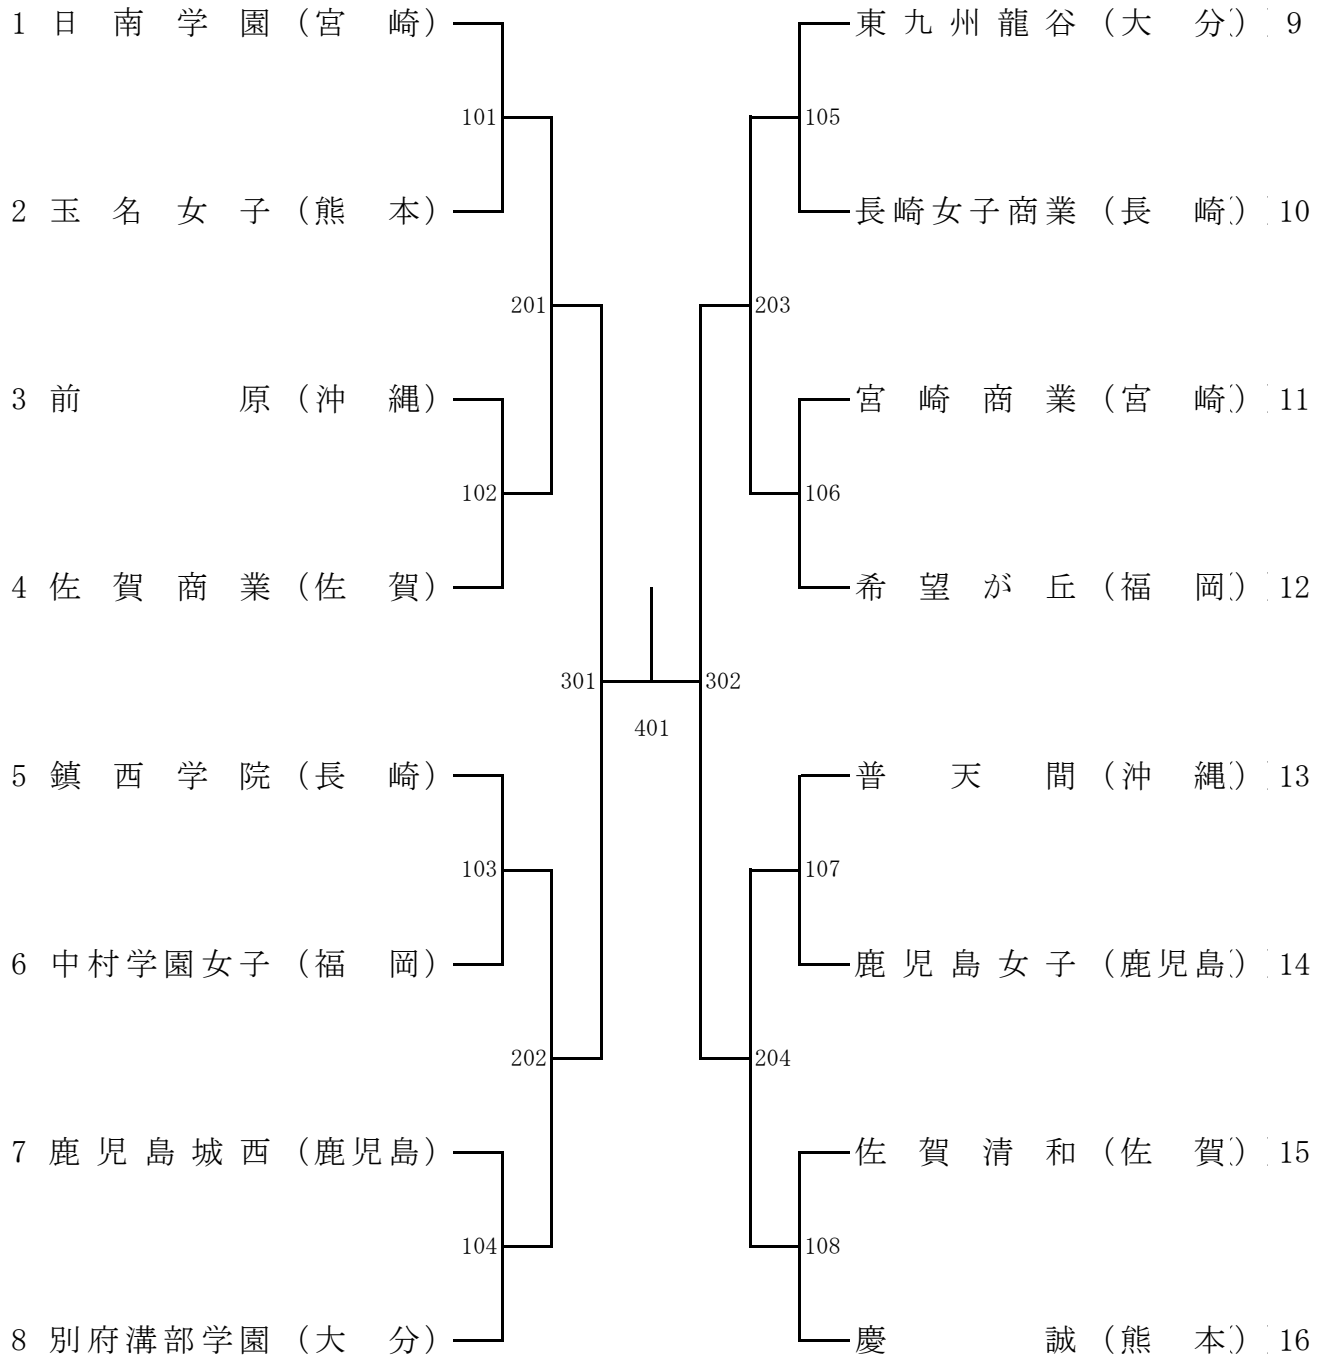 1 日南学園（宮崎）
東九州龍谷（大分） 9
101
105
2 玉名女子（熊本）
長崎女子商業（長崎） 10
201
203
3 前原（沖縄）
宮崎商業（宮崎） 11
102
106
4 佐賀商業（佐賀）
希望が丘（福岡） 12
301
302
401
5 鎮西学院（長崎）
普天間（沖縄） 13
103
107
6 中村学園女子（福岡）
鹿児島女子（鹿児島） 14
202
204
7 鹿児島城西（鹿児島）
佐賀清和（佐賀） 15
104
108
8 別府溝部学園（大分）
慶誠（熊本） 16